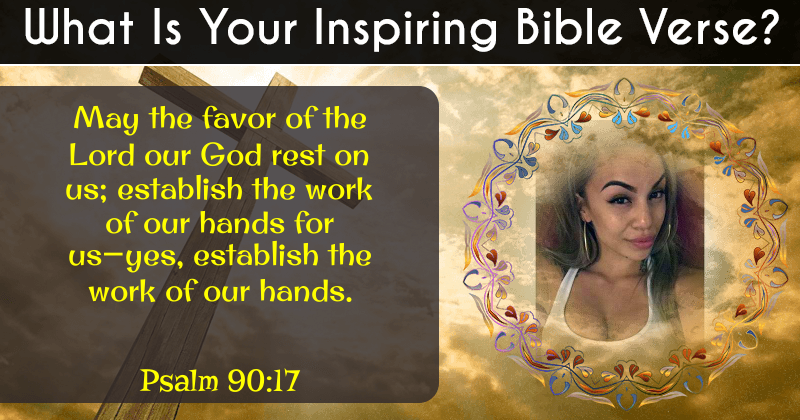 What Is Your Inspiring Bible Verse?
May the favor of the
Lord our God rest on
us; establish the work
of our hands for
us—yes, establish the
work of our hands.
Psalm 90:17